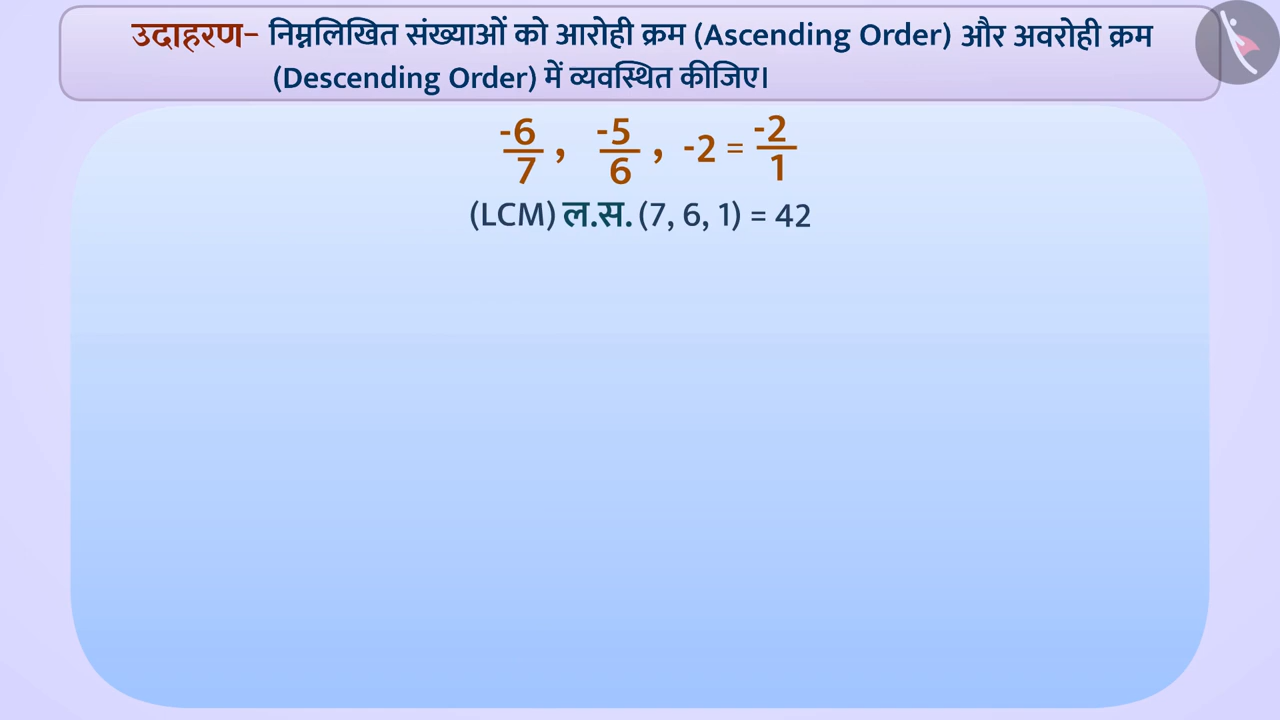 उदाहरण– निम्नलिखित संख्याओं को आरोही क्रम (Ascending Order) और अवरोही क्रम
(Descending Order) में व्यवस्थित कीजिए।
-6/7 , -5/6 , -2 = -2/1
(LCM) ल.स. (7, 6, 1) = 42